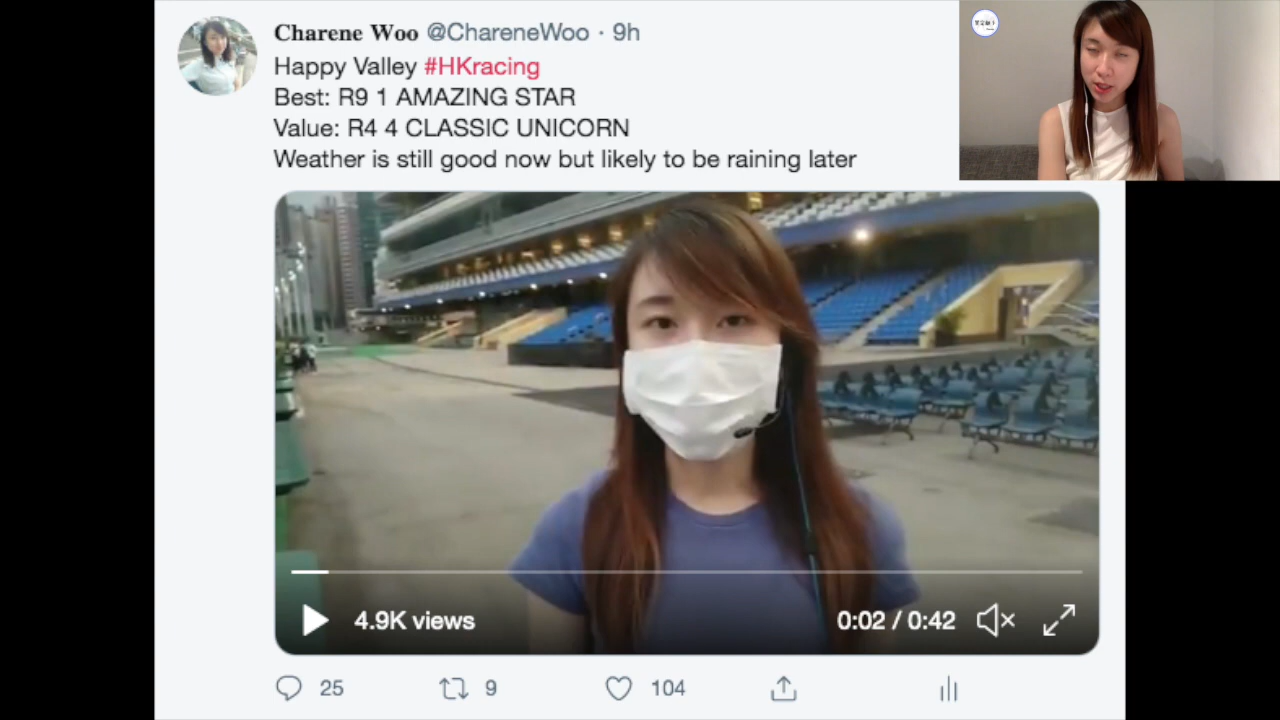 Charene Woo @ChareneWoo · 9h
Happy Valley #HKracing
Best: R9 1 AMAZING STAR
Value: R4 4 CLASSIC UNICORN
Weather is still good now but likely to be raining later
4.9K views
0:02 / 0:42
25
9
104